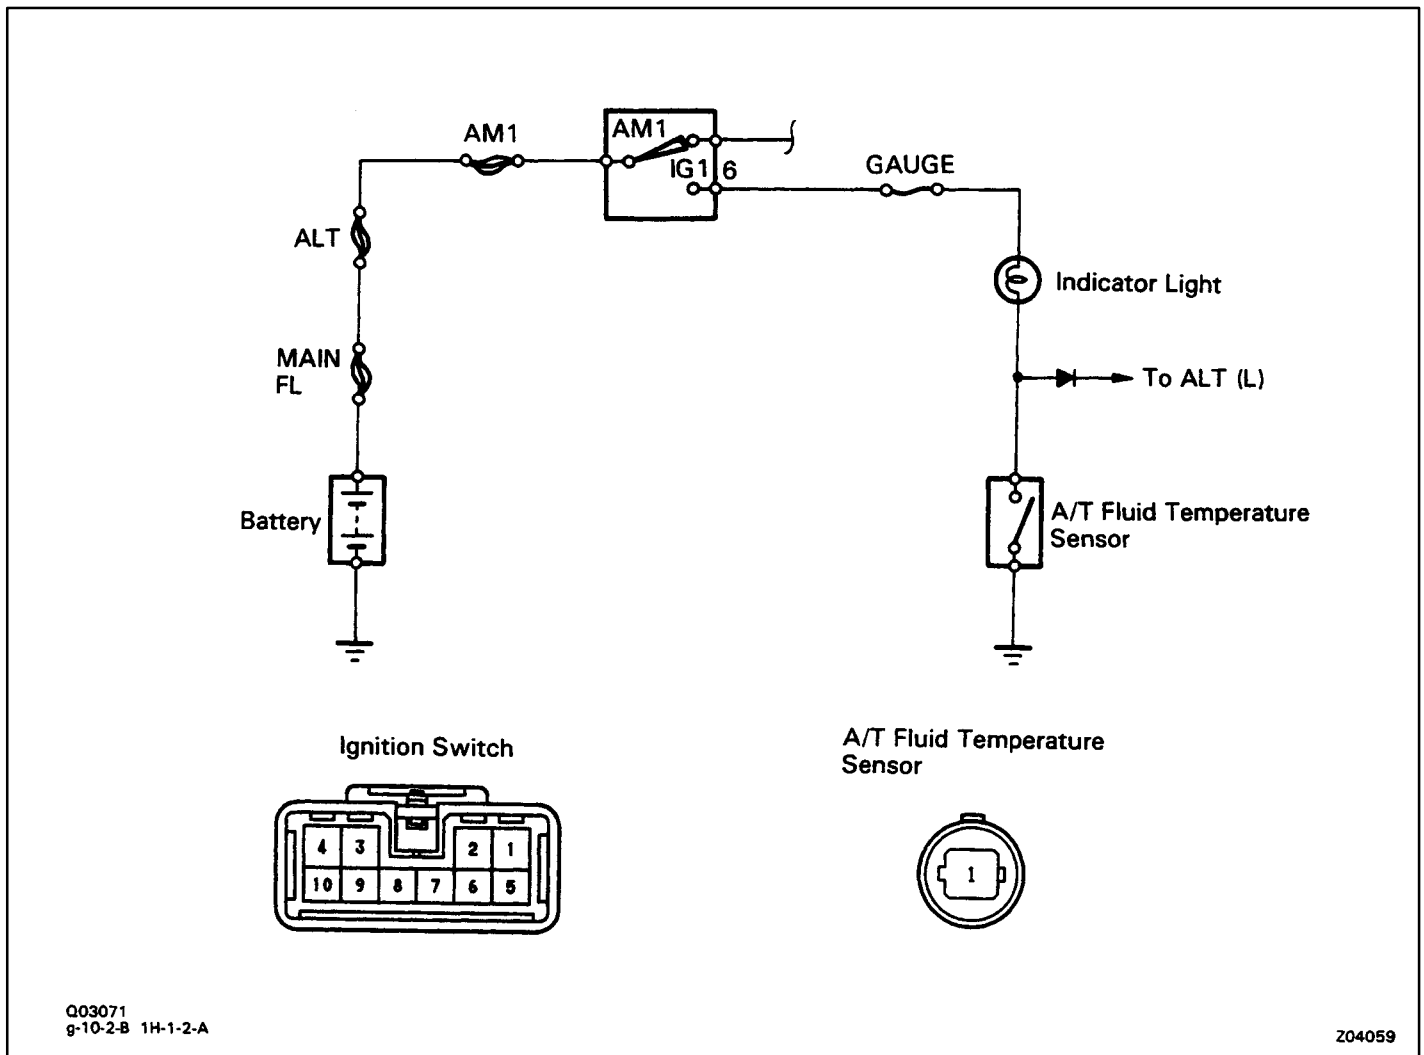 AM1
AM1
IG1 6
GAUGE
ALT
Indicator Light
MAIN
FL
To ALT (L)
Battery
A/T Fluid Temperature
Sensor
Ignition Switch
A/T Fluid Temperature
Sensor
4 3 2 1
10 9 8 7 6 5
1
Q03071
g-10-2-B 1H-1-2-A
Z04059